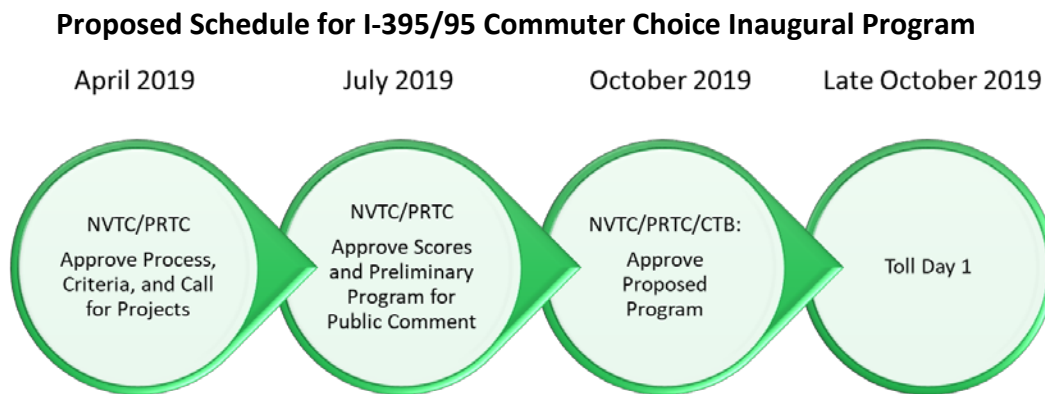 Proposed Schedule for I-395/95 Commuter Choice Inaugural Program
April 2019
July 2019
October 2019
Late October 2019
NVTC/PRTC
Approve Process,
Criteria, and Call
for Projects
NVTC/PRTC
Approve Scores
and Preliminary
Program for
Public Comment
NVTC/PRTC/CTB:
Approve
Proposed
Program
Toll Day 1